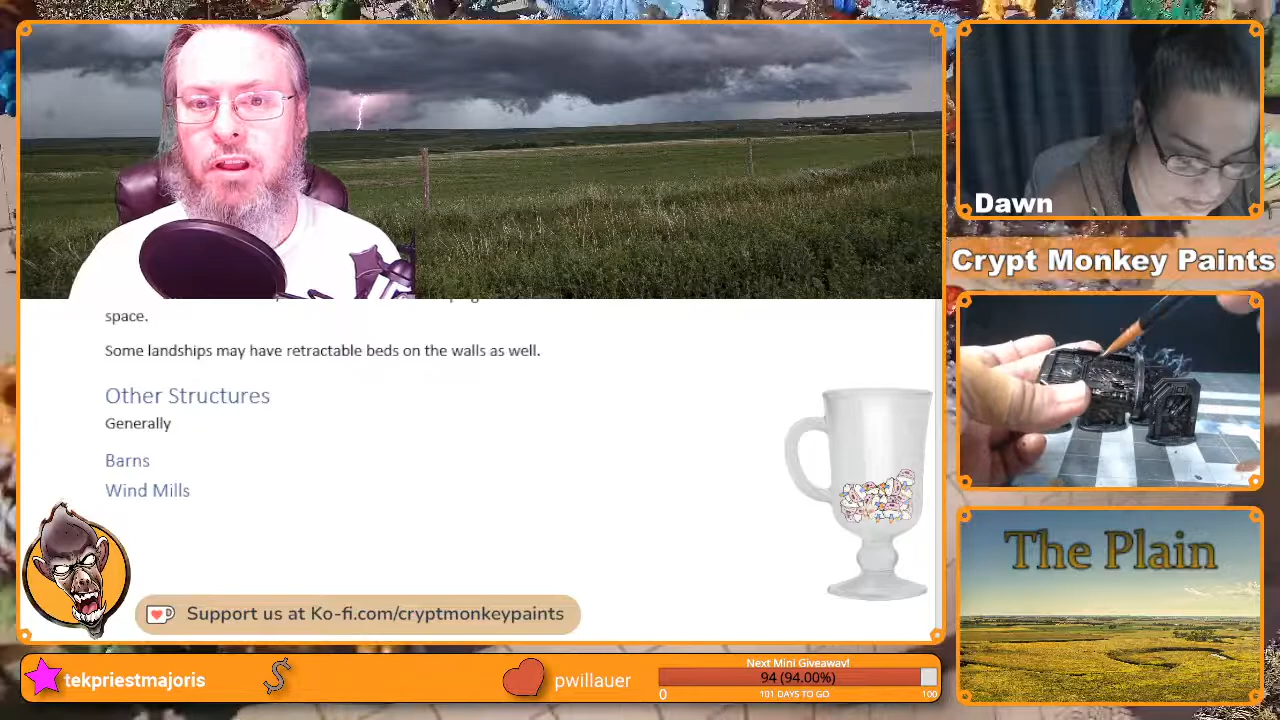 space.
Some landships may have retractable beds on the walls as well.
Other Structures
Generally
Barns
Wind Mills
Support us at Ko-fi.com/cryptmonkeypaints
tekpriestmajoris
pwillauer
Next Mini Giveaway!
94 (94.00%)
0
101 DAYS TO GO
100
Dawn
Crypt Monkey Paints
The Plain